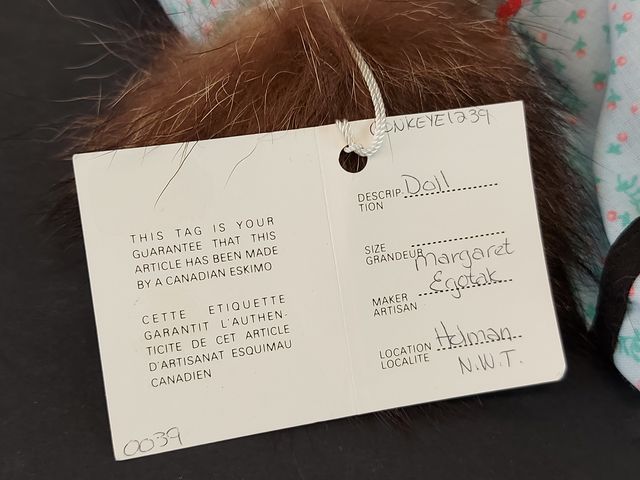 THIS TAG IS YOUR
GUARANTEE THAT THIS
ARTICLE HAS BEEN MADE
BY A CANADIAN ESKIMO
CETTE ETIQUETTE
GARANTIT L'AUTHEN-
TICITE DE CET ARTICLE
D'ARTISANAT ESQUIMAU
CANADIEN
0039
DESCRIP- Doll
TION
SIZE
GRANDEUR
Margaret
Egotak
MAKER
ARTISAN
LOCATION Holman
LOCALITE N.W.T.